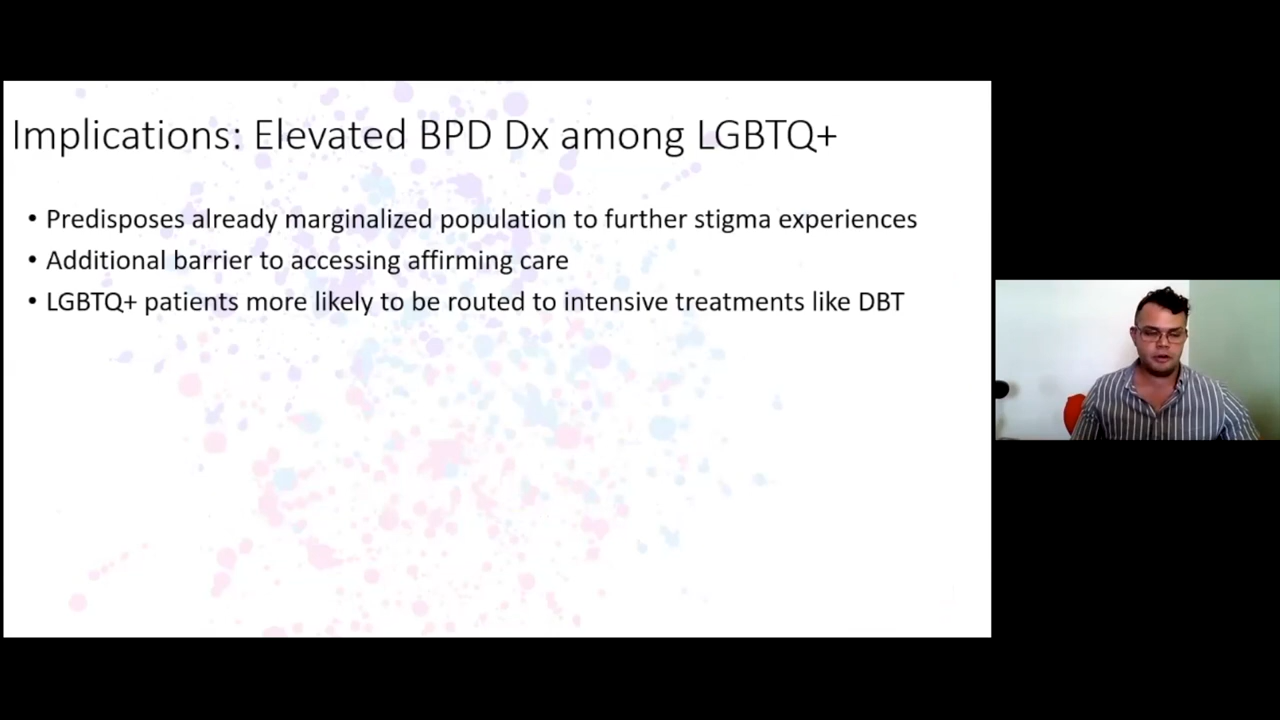 Implications: Elevated BPD Dx among LGBTQ+
• Predisposes already marginalized population to further stigma experiences
• Additional barrier to accessing affirming care
• LGBTQ+ patients more likely to be routed to intensive treatments like DBT